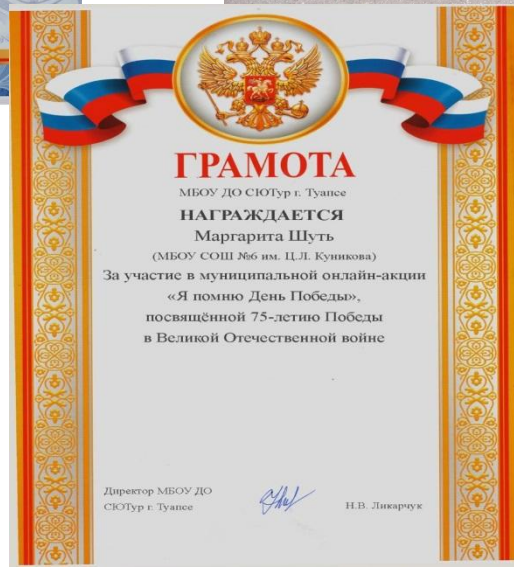 ГРАМОТА
МБОУ ДО СЮТур г. Туапсе
НАГРАЖДАЕТСЯ
Маргарита Шуть
(МБОУ СОШ №6 им. Ц.Л. Куникова)
За участие в муниципальной онлайн-акции
«Я помню День Победы»,
посвящённой 75-летию Победы
в Великой Отечественной войне
Директор МБОУ ДО
СЮТур г. Туапсе
Н.В. Ликарчук